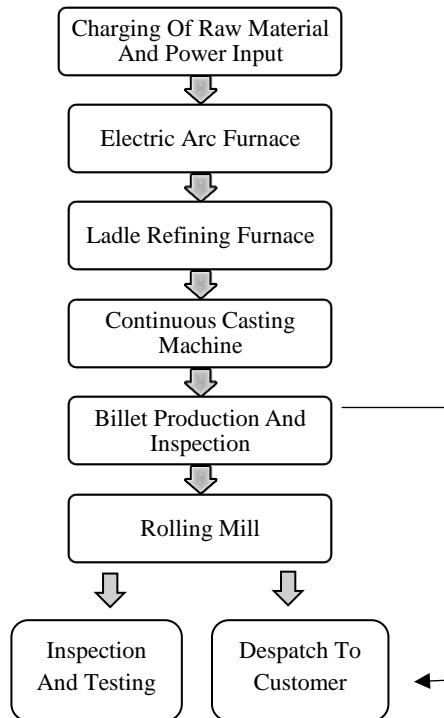 Charging Of Raw Material
And Power Input
Electric Arc Furnace
Ladle Refining Furnace
Continuous Casting
Machine
Billet Production And
Inspection
Rolling Mill
Inspection
And Testing
Despatch To
Customer